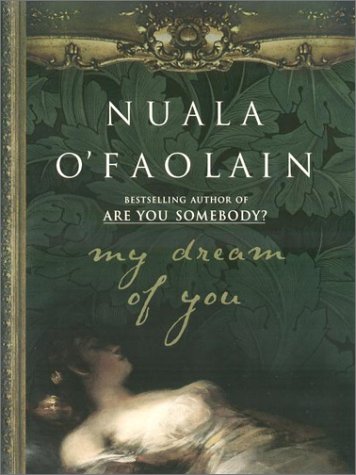 NUALA
O'FAOLAIN
BESTSELLING AUTHOR OF
ARE YOU SOMEBODY?
my dream
of you